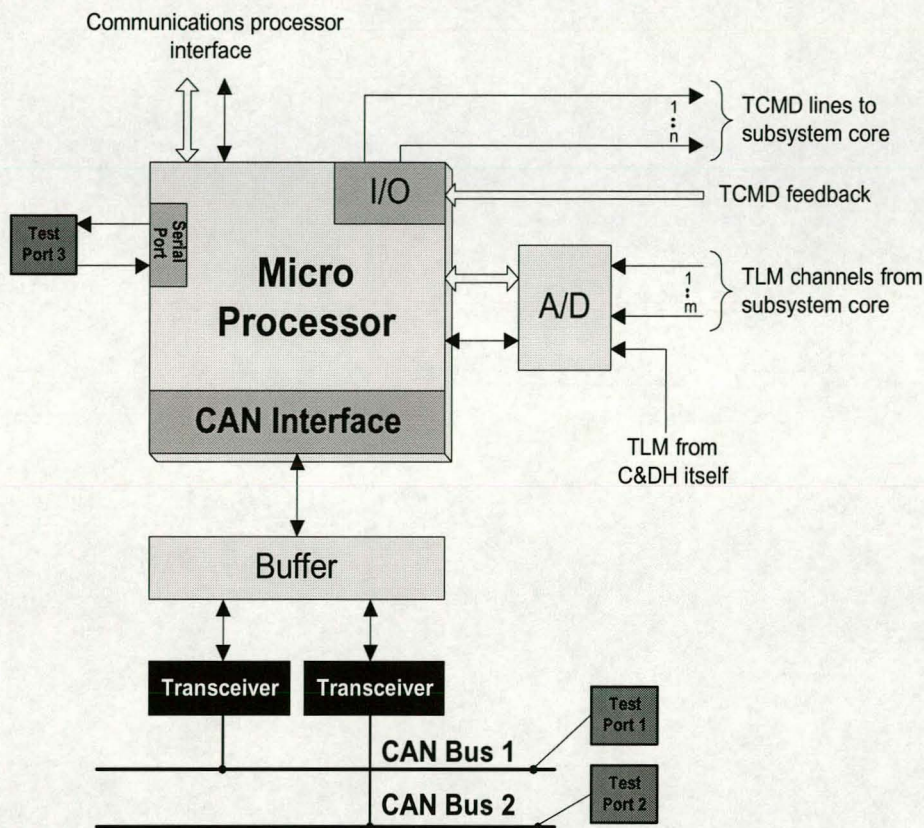 Communications processor
interface
TCMD lines to
subsystem core
1
n
I/O
TCMD feedback
Test
Port 3
Serial
Port
Micro
Processor
A/D
1
m
TLM channels from
subsystem core
CAN Interface
TLM from
C&DH itself
Buffer
Transceiver
Transceiver
Test
Port 1
CAN Bus 1
CAN Bus 2
Test
Port 2